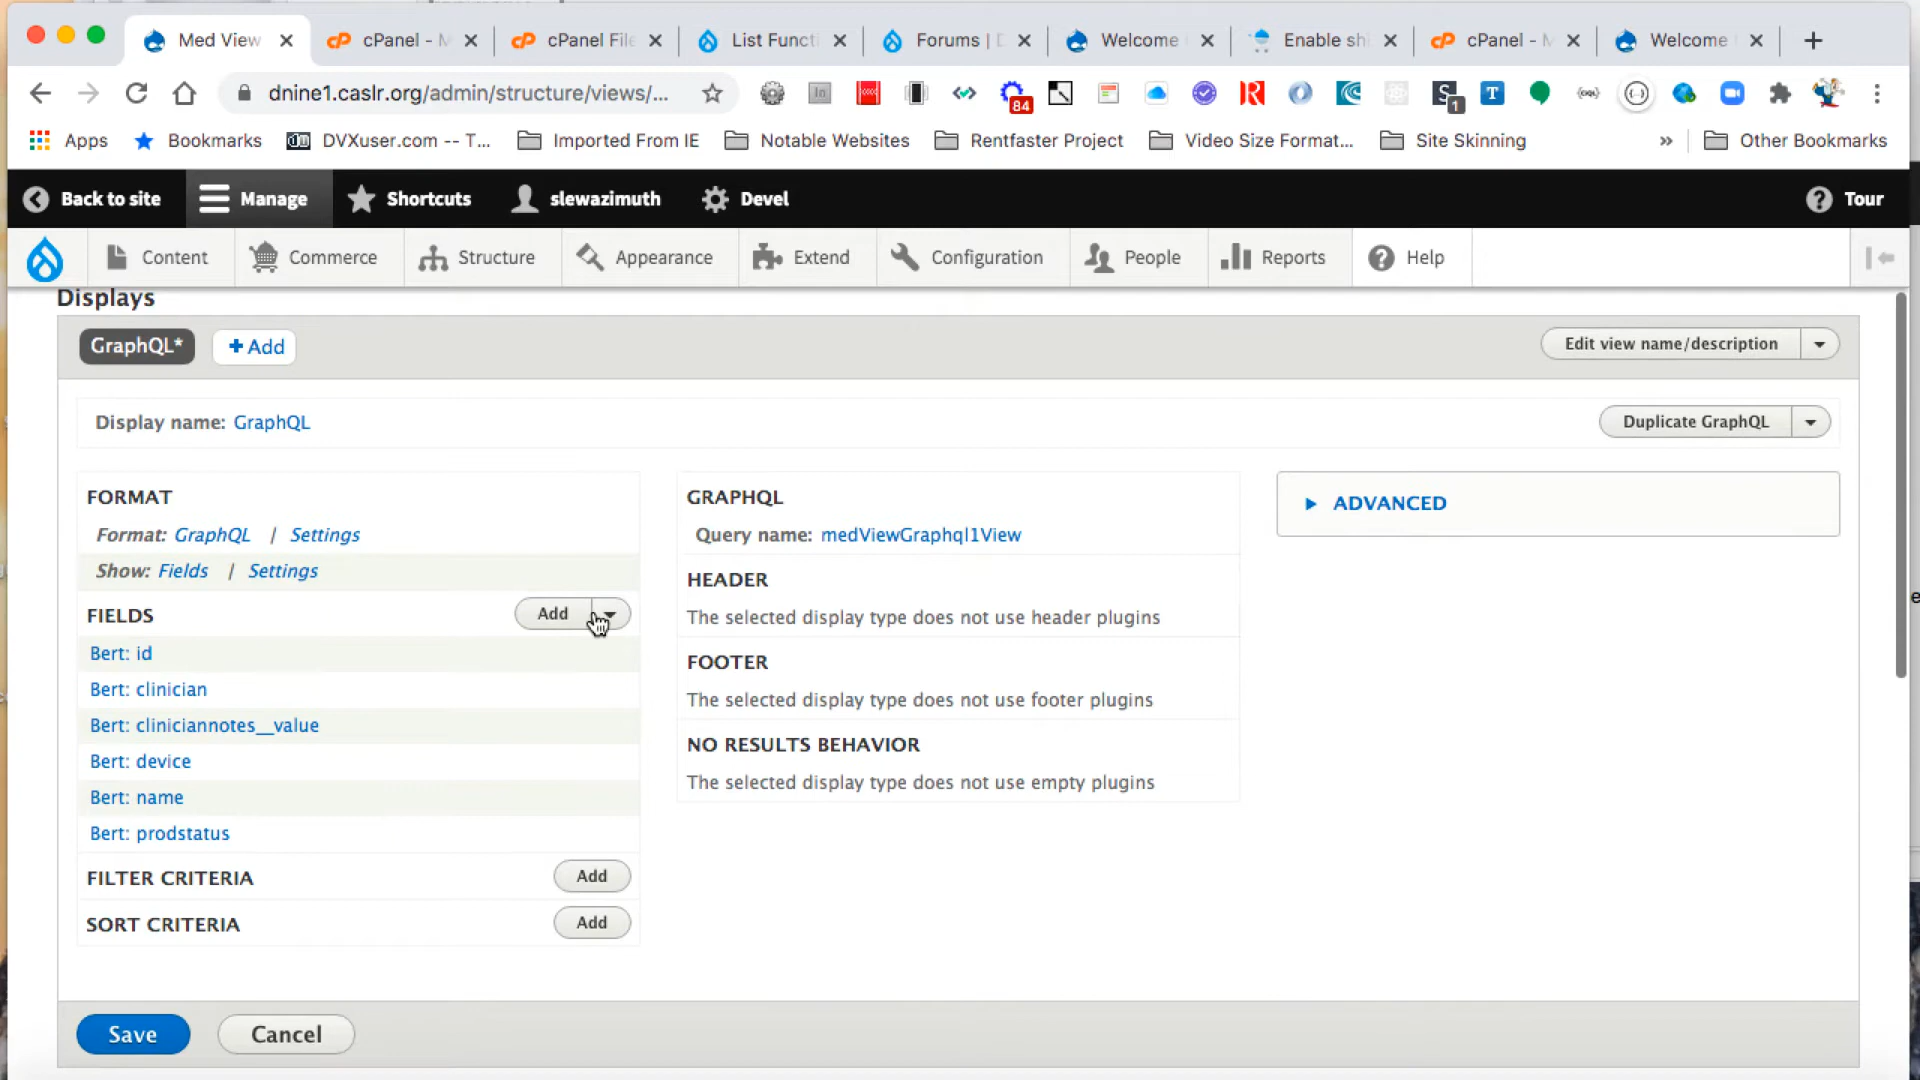 Med View
cPanel - M
cPanel File
List Functi
Forums | D
Welcome
Enable sh
cPanel - M
Welcome
dnine1.caslr.org/admin/structure/views/...
84
1
Apps
Bookmarks
DVXuser.com -- T...
Imported From IE
Notable Websites
Rentfaster Project
Video Size Format...
Site Skinning
»
Other Bookmarks
Back to site
Manage
Shortcuts
slewazimuth
Devel
Tour
Content
Commerce
Structure
Appearance
Extend
Configuration
People
Reports
Help
Displays
GraphQL*
+ Add
Edit view name/description
Display name: GraphQL
Duplicate GraphQL
FORMAT
Format: GraphQL | Settings
Show: Fields | Settings
FIELDS
Add
Bert: id
Bert: clinician
Bert: cliniciannotes__value
Bert: device
Bert: name
Bert: prodstatus
FILTER CRITERIA
Add
SORT CRITERIA
Add
GRAPHQL
Query name: medViewGraphql1View
HEADER
The selected display type does not use header plugins
FOOTER
The selected display type does not use footer plugins
NO RESULTS BEHAVIOR
The selected display type does not use empty plugins
ADVANCED
Save
Cancel